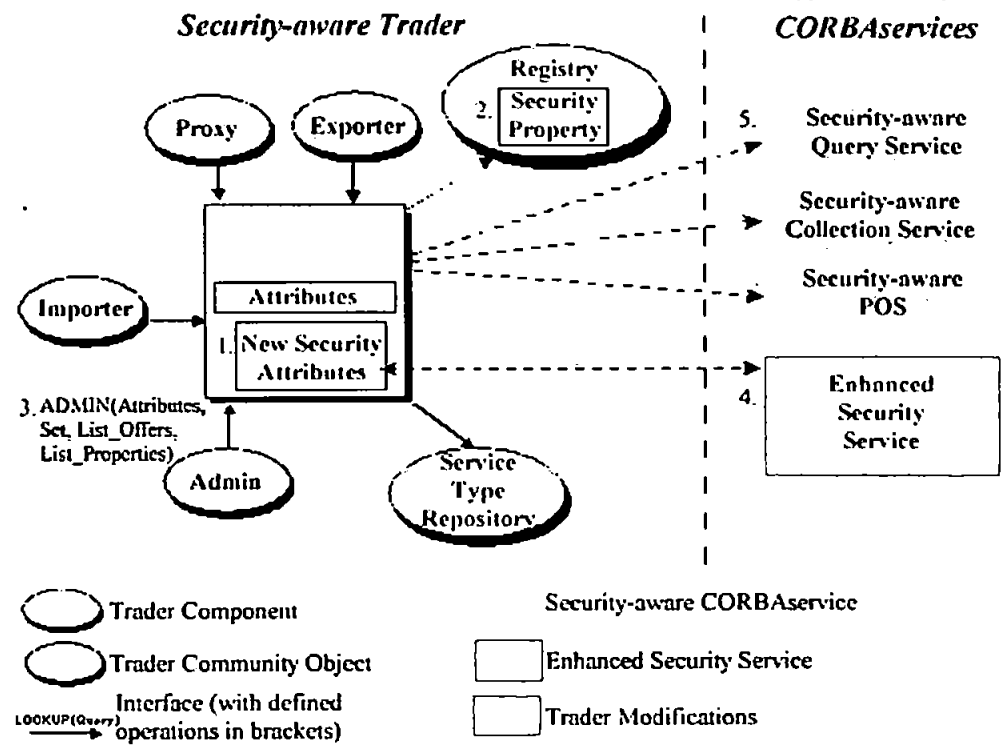 Security-aware Trader
CORBAservices
Registry
2. Security
Property
Proxy
Exporter
5. Security-aware
Query Service
Security-aware
Collection Service
Attributes
Importer
1. New Security
Attributes
Security-aware
POS
3. ADMIN(Attributes,
Set, List_Offers,
List_Properties)
Admin
Service
Type
Repository
4. Enhanced
Security
Service
Trader Component
Security-aware CORBAservice
Trader Community Object
Enhanced Security Service
LOOKUP(Query) Interface (with defined
operations in brackets)
Trader Modifications